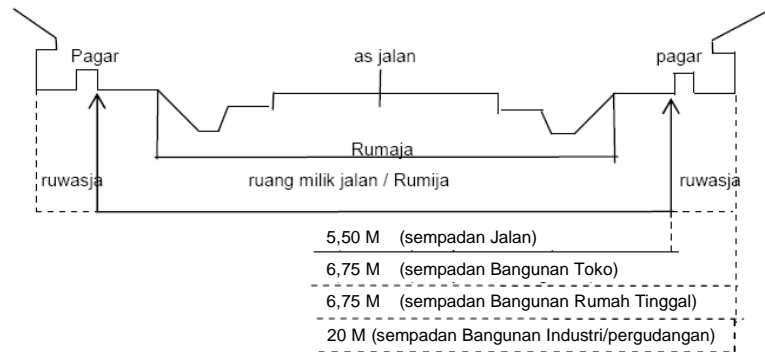 Pagar as jalan pagar
Rumaja
ruwasja ruang milik jalan / Rumija ruwasja
5,50 M (sempadan Jalan)
6,75 M (sempadan Bangunan Toko)
6,75 M (sempadan Bangunan Rumah Tinggal)
20 M (sempadan Bangunan Industri/pergudangan)